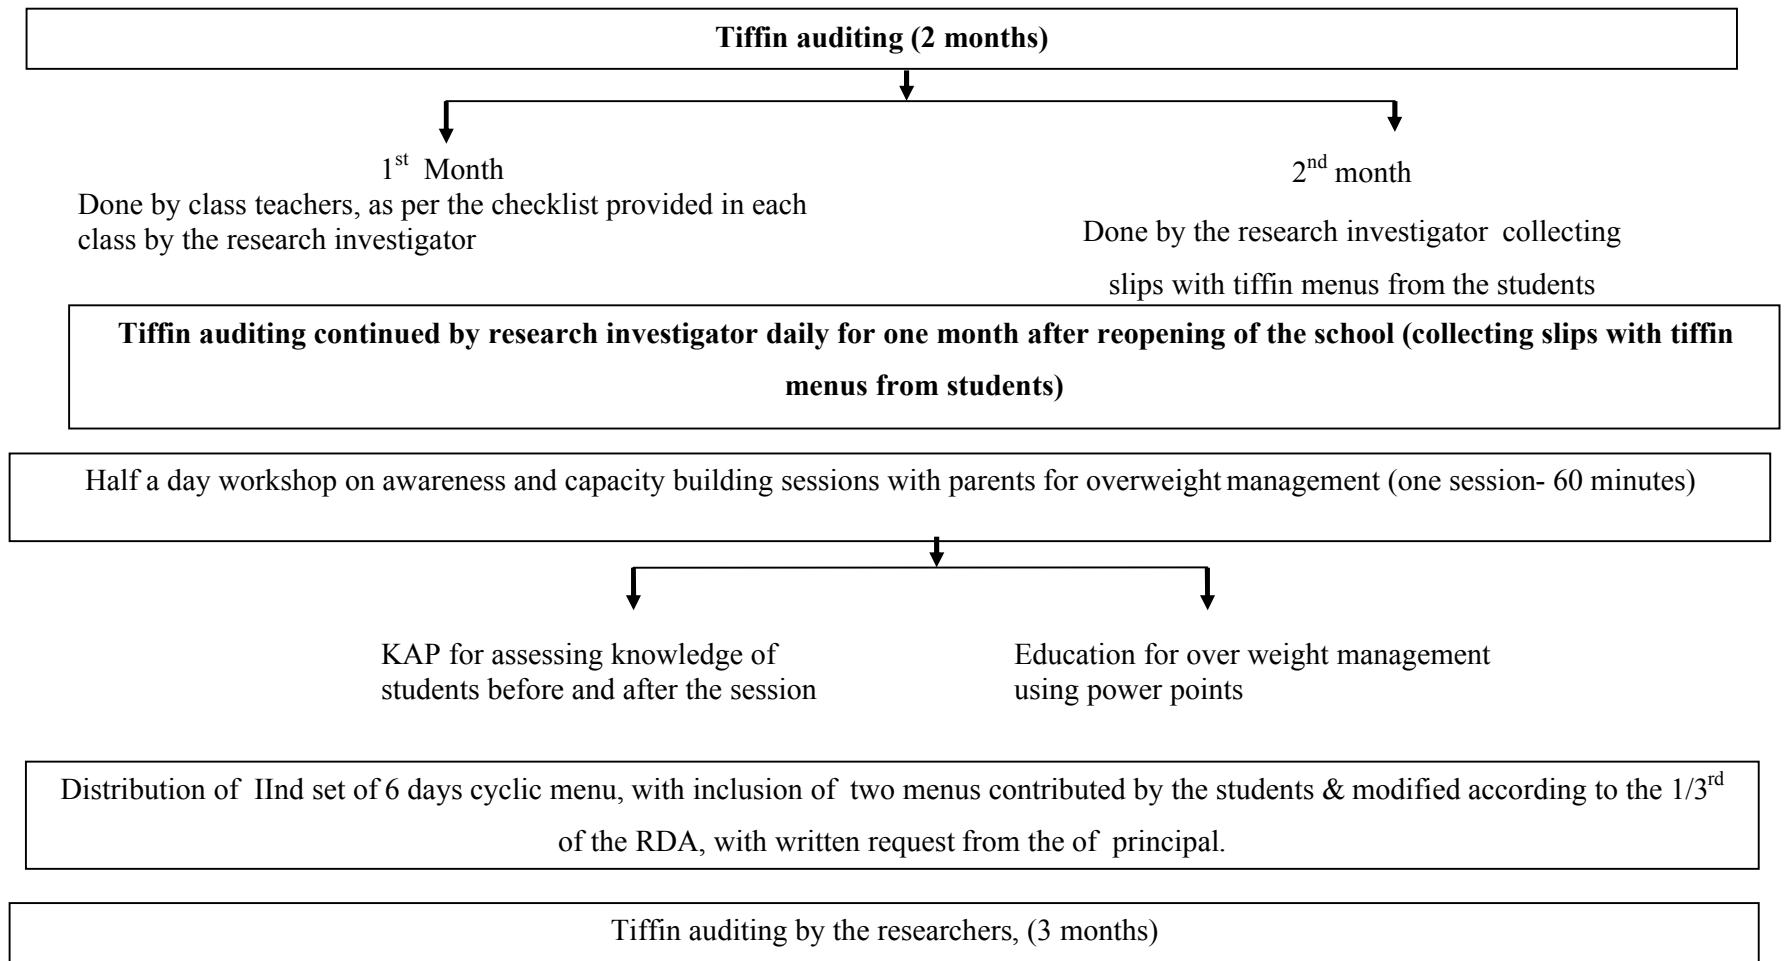 Tiffin auditing (2 months)
1st Month
Done by class teachers, as per the checklist provided in each
class by the research investigator
2nd month
Done by the research investigator collecting
slips with tiffin menus from the students
Tiffin auditing continued by research investigator daily for one month after reopening of the school (collecting slips with tiffin
menus from students)
Half a day workshop on awareness and capacity building sessions with parents for overweight management (one session- 60 minutes)
KAP for assessing knowledge of
students before and after the session
Education for over weight management
using power points
Distribution of IInd set of 6 days cyclic menu, with inclusion of two menus contributed by the students & modified according to the 1/3rd
of the RDA, with written request from the of principal.
Tiffin auditing by the researchers, (3 months)